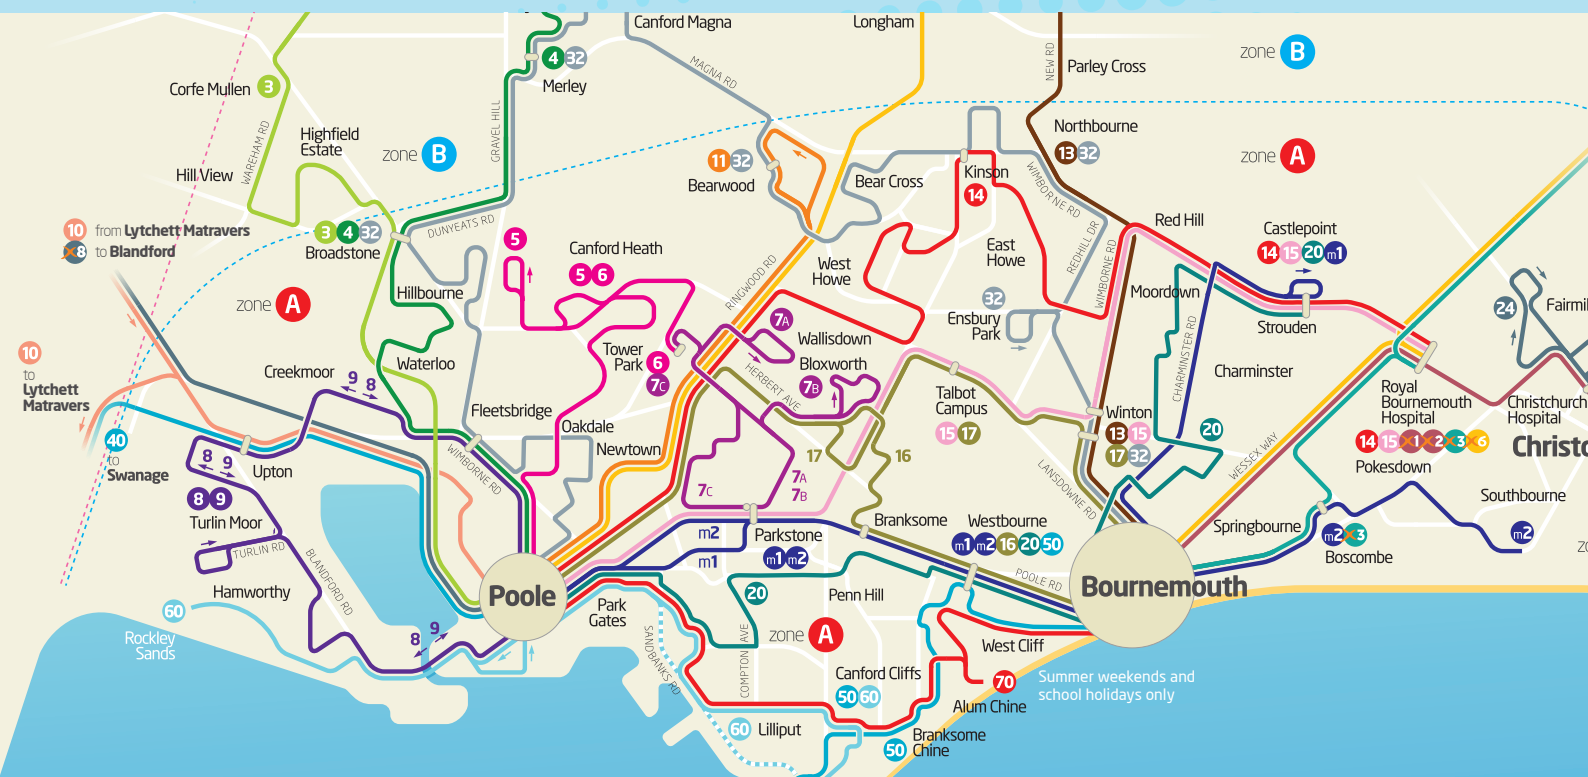 Canford Magna
Longham
zone B
NEW RD
Parley Cross
MAGNA RD
4 32
Merley
Corfe Mullen 3
GRAVEL HILL
WAREHAM RD
Highfield
Estate
zone B
Northbourne
13 32
zone A
11 32
Bearwood
Hill View
Bear Cross
Kinson
14
WIMBORNE RD
10 from Lytchett Matravers
X8 to Blandford
3 4 32
Broadstone
DUNYEATS RD
5
Canford Heath
5 6
RINGWOOD RD
West
Howe
East
Howe
REDHILL DR
WIMBORNE RD
Red Hill
Castlepoint
14 15 20 m1
zone A
Hillbourne
Moordown
Strouden
32
Ensbury
Park
24
Fairmil
10
to
Lytchett
Matravers
Creekmoor
9 8
Waterloo
Tower
Park
6
7C
7A
Wallisdown
Bloxworth
7B
HERBERT AVE
Talbot
Campus
15 17
CHARMINSTER RD
Charminster
Winton
13 15
17 32
20
Royal
Bournemouth
Hospital
14 15 X1 X2 X3 X6
Pokesdown
Christchurch
Hospital
Christc
Fleetsbridge
Oakdale
Newtown
WIMBORNE RD
40
to
Swanage
8 9
Upton
8 9
Turlin Moor
TURLIN RD
BLANDFORD RD
17
16
7C
7A
7B
LANSDOWNE RD
WESSEX WAY
Southbourne
m2
Springbourne
m2 X3
Boscombe
zo
m2
m1
Parkstone
m1 m2
Branksome
Westbourne
m1 m2 16 20 50
POOLE RD
Bournemouth
Poole
Hamworthy
60
Rockley
Sands
8 9
Park
Gates
SANDBANKS RD
20
COMPTON AVE
Penn Hill
zone A
West Cliff
Canford Cliffs
50 60
70
Alum Chine
Summer weekends and
school holidays only
60 Lilliput
50
Branksome
Chine